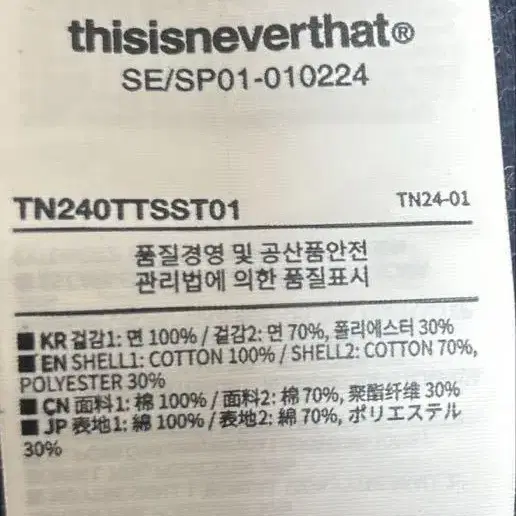 thisisneverthat®
SE/SP01-010224
TN240TTSST01
TN24-01
품질경영 및 공산품안전
관리법에 의한 품질표시
■ KR 겉감1: 면 100% / 겉감2: 면 70%, 폴리에스터 30%
■ EN SHELL1: COTTON 100% / SHELL2: COTTON 70%,
POLYESTER 30%
■ CN 面料1: 棉 100% / 面料2: 棉 70%, 聚酯纤维 30%
■ JP 表地1: 綿 100% / 表地2: 綿 70%, ポリエステル
30%